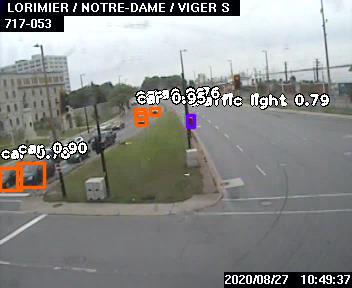 LORIMIER / NOTRE-DAME / VIGER S
717-053
car 0.95
traffic light 0.79
car 0.90
2020/08/27 10:49:37